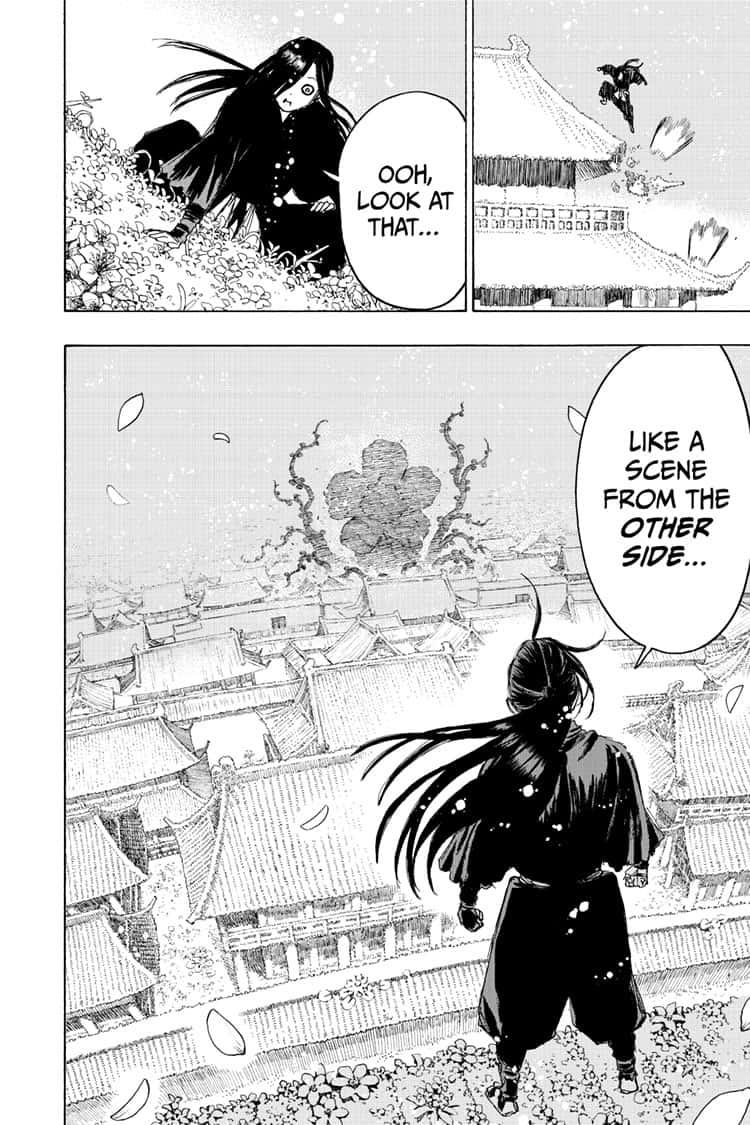 OOH,
LOOK AT
THAT...
LIKE A
SCENE
FROM THE
OTHER
SIDE...